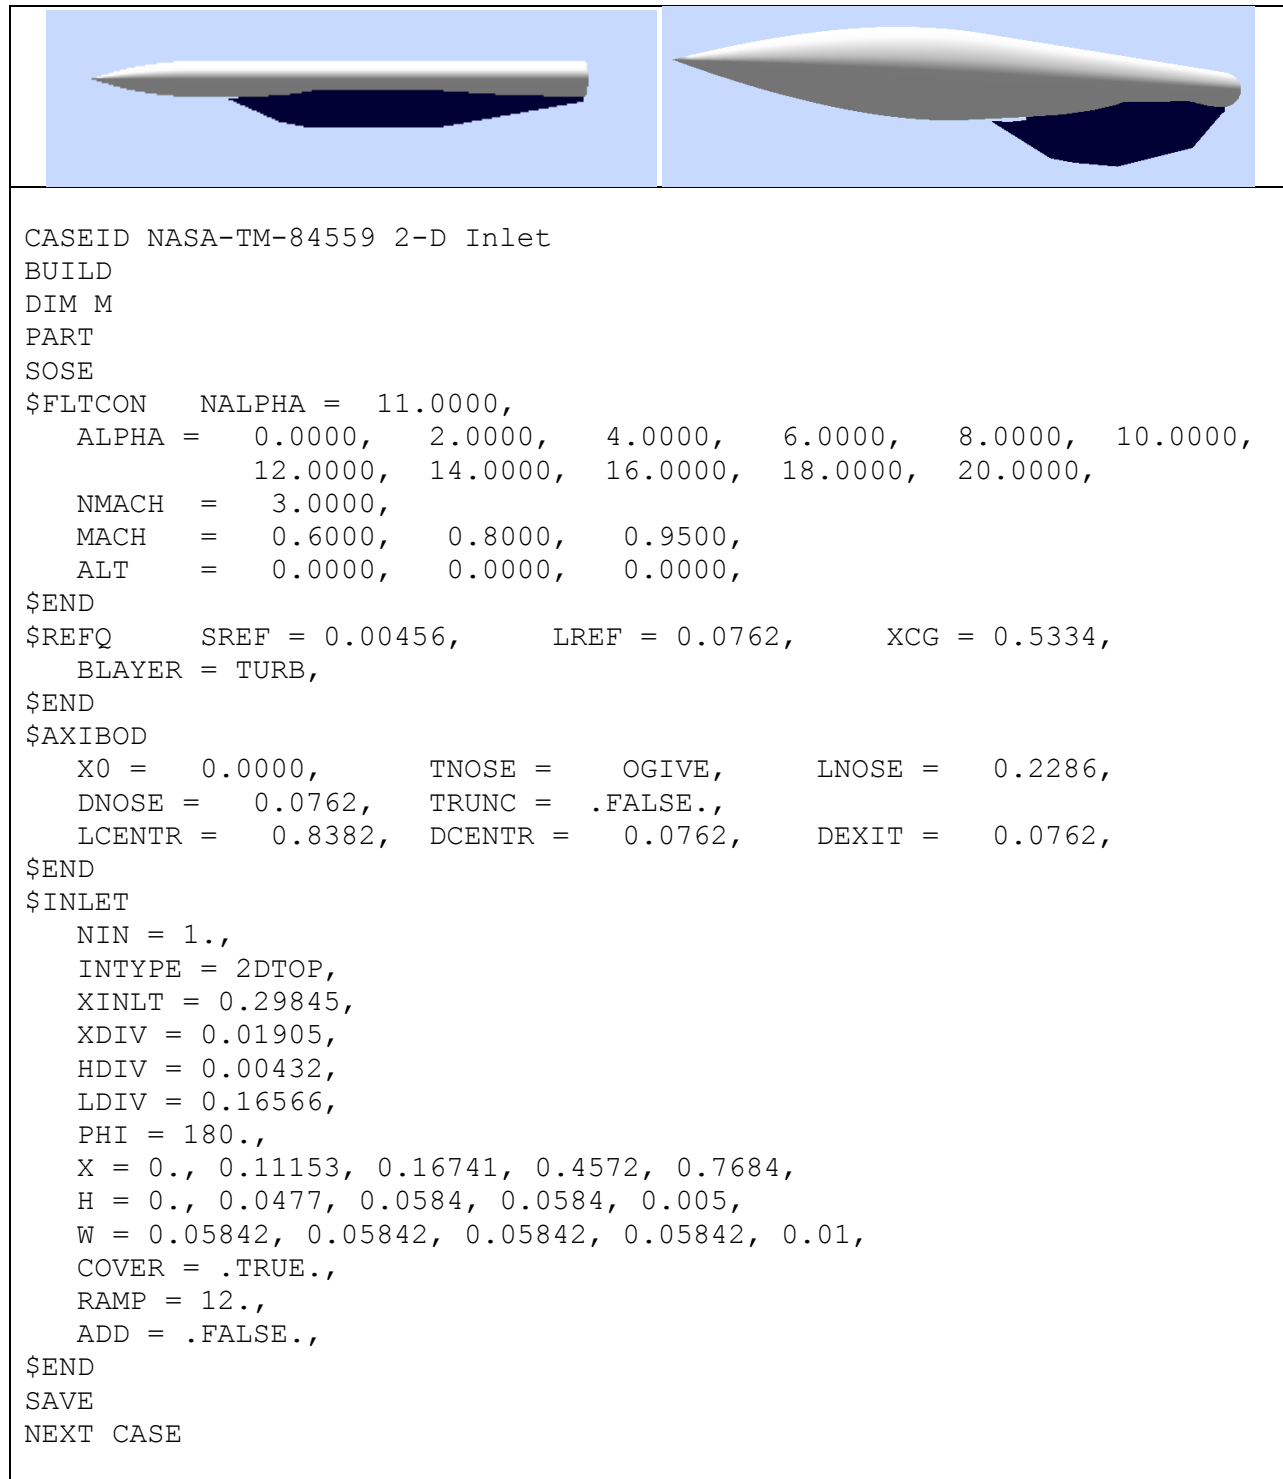 CASEID NASA-TM-84559 2-D Inlet
BUILD
DIM M
PART
SOSE
$FLTCON   NALPHA =  11.0000,
   ALPHA =   0.0000,   2.0000,   4.0000,   6.0000,   8.0000,  10.0000,
             12.0000,  14.0000,  16.0000,  18.0000,  20.0000,
   NMACH  =   3.0000,
   MACH   =   0.6000,   0.8000,   0.9500,
   ALT    =   0.0000,   0.0000,   0.0000,
$END
$REFQ     SREF = 0.00456,     LREF = 0.0762,     XCG = 0.5334,
   BLAYER = TURB,
$END
$AXIBOD
   X0 =   0.0000,      TNOSE =    OGIVE,     LNOSE =   0.2286,
   DNOSE =   0.0762,  TRUNC =  .FALSE.,
   LCENTR =   0.8382,  DCENTR =   0.0762,     DEXIT =   0.0762,
$END
$INLET
   NIN = 1.,
   INTYPE = 2DTOP,
   XINLT = 0.29845,
   XDIV = 0.01905,
   HDIV = 0.00432,
   LDIV = 0.16566,
   PHI = 180.,
   X = 0., 0.11153, 0.16741, 0.4572, 0.7684,
   H = 0., 0.0477, 0.0584, 0.0584, 0.005,
   W = 0.05842, 0.05842, 0.05842, 0.05842, 0.01,
   COVER = .TRUE.,
   RAMP = 12.,
   ADD = .FALSE.,
$END
SAVE
NEXT CASE